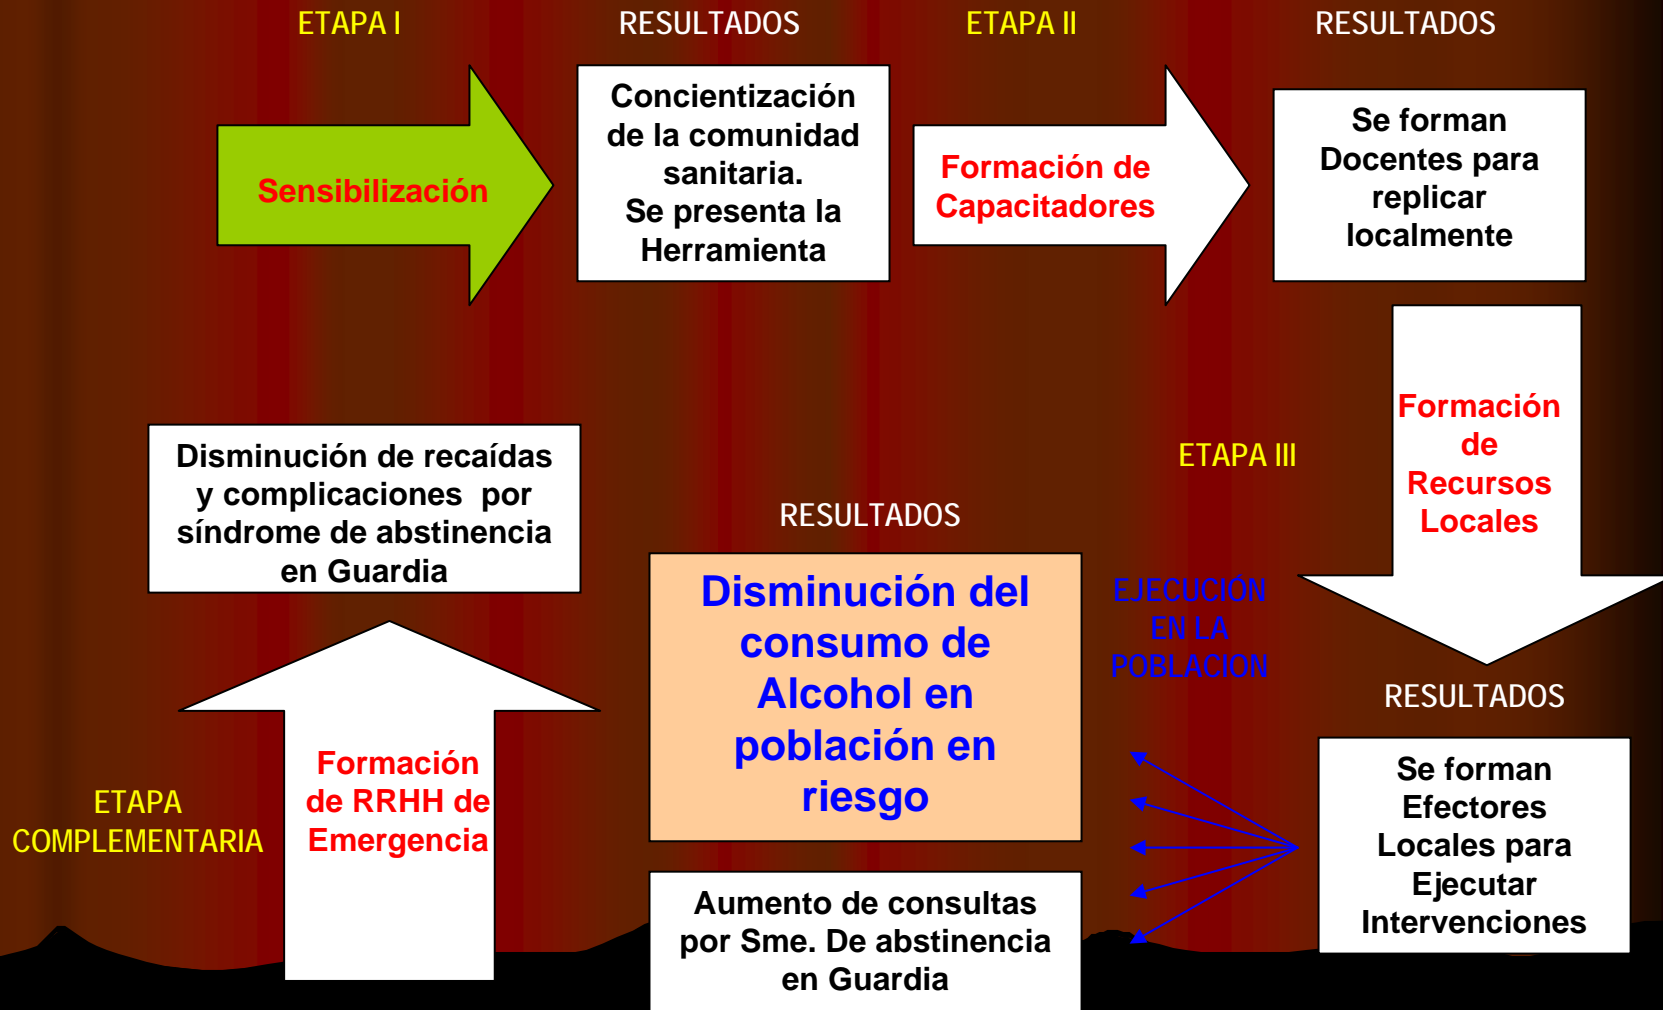 ETAPA I
RESULTADOS
ETAPA II
RESULTADOS
Sensibilización
Concientización
de la comunidad
sanitaria.
Se presenta la
Herramienta
Formación de
Capacitadores
Se forman
Docentes para
replicar
localmente
Formación
de
Recursos
Locales
ETAPA III
RESULTADOS
Se forman
Efectores
Locales para
Ejecutar
Intervenciones
EJECUCIÓN
EN LA
POBLACION
RESULTADOS
Disminución del
consumo de
Alcohol en
población en
riesgo
Aumento de consultas
por Sme. De abstinencia
en Guardia
ETAPA
COMPLEMENTARIA
Formación
de RRHH de
Emergencia
Disminución de recaídas
y complicaciones por
síndrome de abstinencia
en Guardia